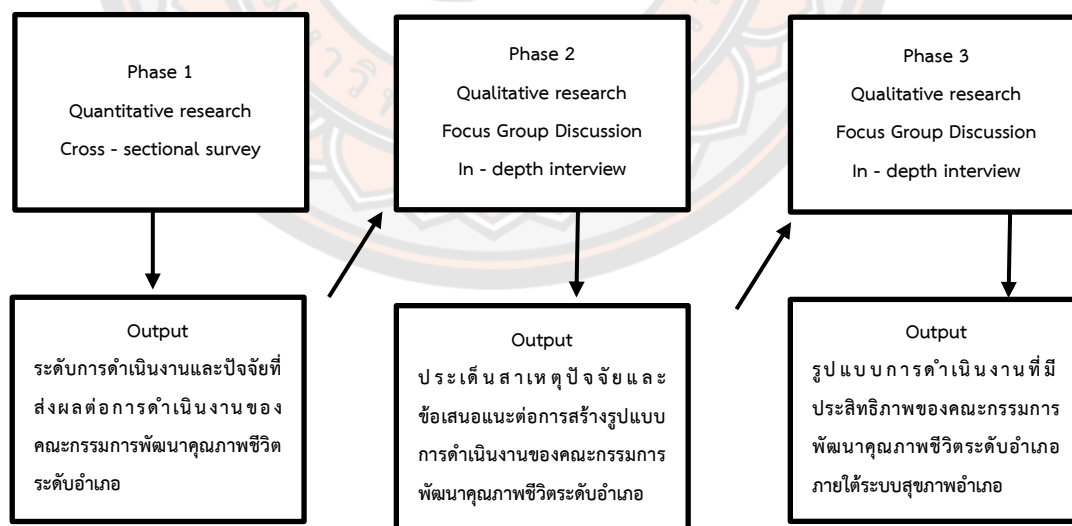 Phase 1
Quantitative research
Cross - sectional survey
Output
ระดับการดำเนินงานและปัจจัยที่
ส่งผลต่อการดำเนินงานของ
คณะกรรมการพัฒนาคุณภาพชีวิต
ระดับอำเภอ
Phase 2
Qualitative research
Focus Group Discussion
In - depth interview
Output
ประเด็นสาเหตุปัจจัยและ
ข้อเสนอแนะต่อการสร้างรูปแบบ
การดำเนินงานของคณะกรรมการ
พัฒนาคุณภาพชีวิตระดับอำเภอ
Phase 3
Qualitative research
Focus Group Discussion
In - depth interview
Output
รูปแบบการดำเนินงานที่มี
ประสิทธิภาพของคณะกรรมการ
พัฒนาคุณภาพชีวิตระดับอำเภอ
ภายใต้ระบบสุขภาพอำเภอ